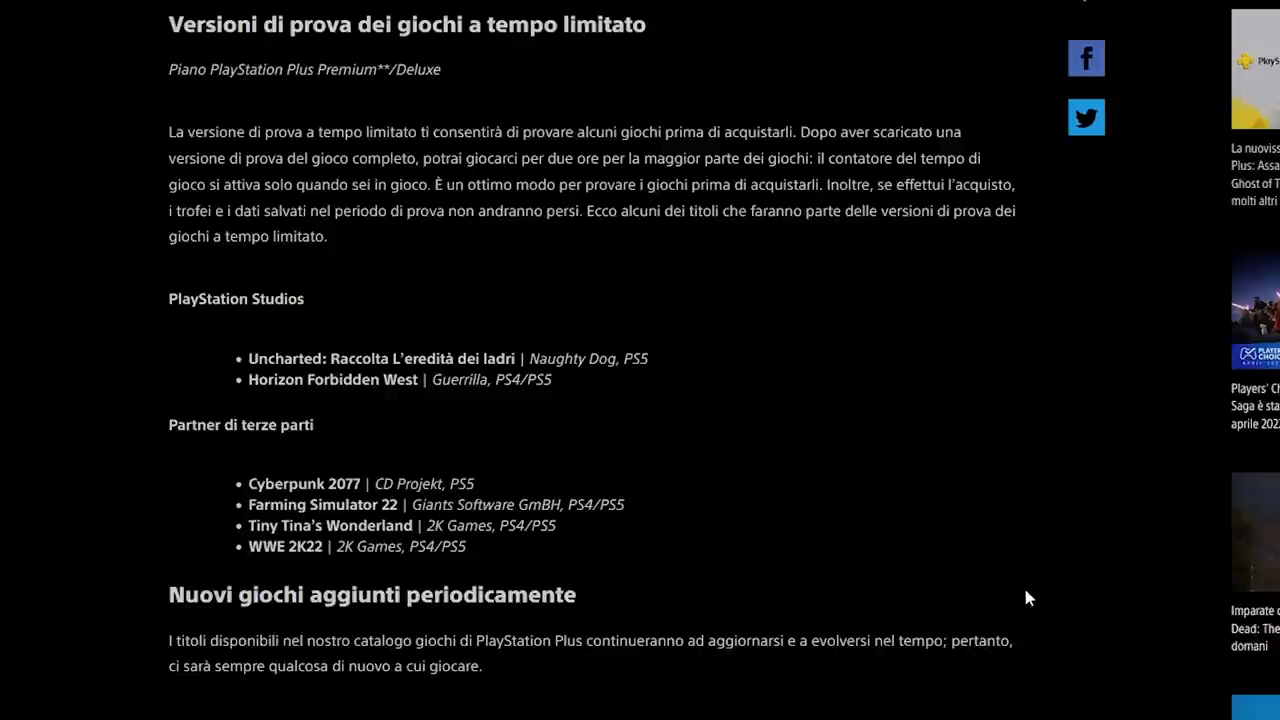 Versioni di prova dei giochi a tempo limitato
Piano PlayStation Plus Premium**/Deluxe
La versione di prova a tempo limitato ti consentirà di provare alcuni giochi prima di acquistarli. Dopo aver scaricato una
versione di prova del gioco completo, potrai giocarci per due ore per la maggior parte dei giochi: il contatore del tempo di
gioco si attiva solo quando sei in gioco. È un ottimo modo per provare i giochi prima di acquistarli. Inoltre, se effettui l'acquisto,
i trofei e i dati salvati nel periodo di prova non andranno persi. Ecco alcuni dei titoli che faranno parte delle versioni di prova dei
giochi a tempo limitato.
PlayStation Studios
• Uncharted: Raccolta L'eredità dei ladri | Naughty Dog, PS5
• Horizon Forbidden West | Guerrilla, PS4/PS5
Partner di terze parti
• Cyberpunk 2077 | CD Projekt, PS5
• Farming Simulator 22 | Giants Software GmBH, PS4/PS5
• Tiny Tina's Wonderland | 2K Games, PS4/PS5
• WWE 2K22 | 2K Games, PS4/PS5
Nuovi giochi aggiunti periodicamente
I titoli disponibili nel nostro catalogo giochi di PlayStation Plus continueranno ad aggiornarsi e a evolversi nel tempo; pertanto,
ci sarà sempre qualcosa di nuovo a cui giocare.
PlayS
La nuoviss
Plus: Assa
Ghost of T
molti altri
PLAYER
CHOIC
APRIL 202
Players' Ch
Saga è sta
aprile 2022
Imparate c
Dead: The
domani